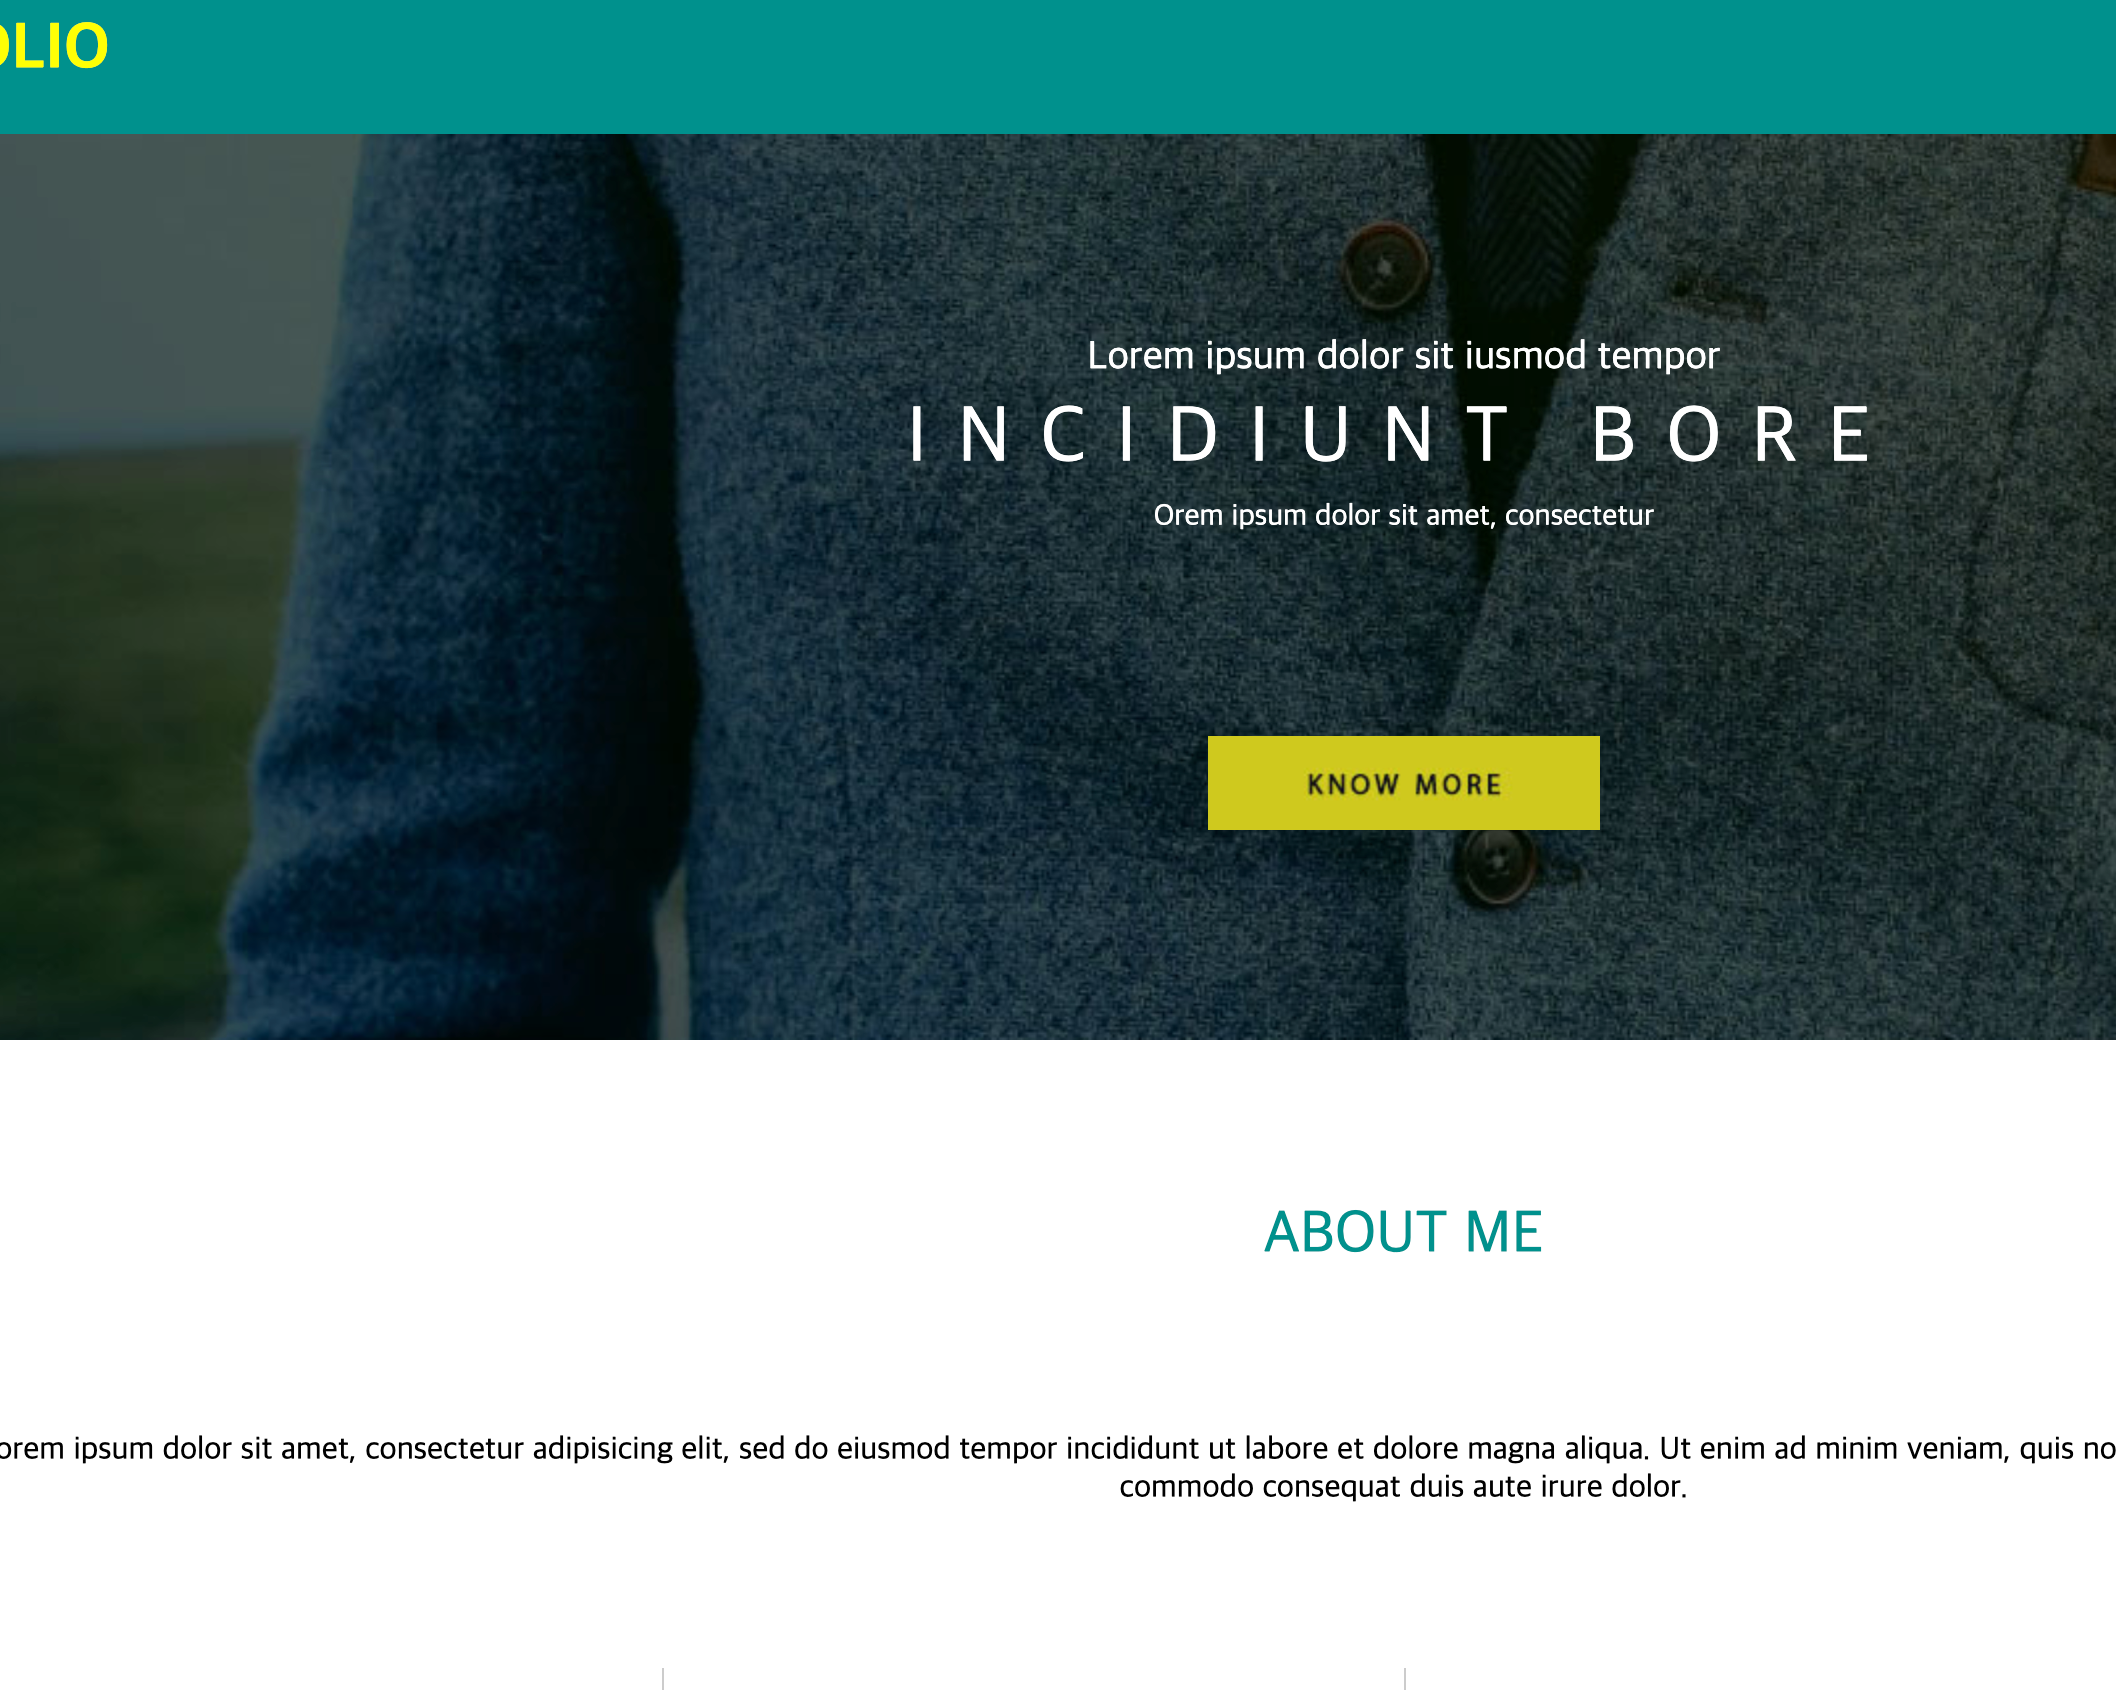 OLIO
Lorem ipsum dolor sit iusmod tempor
INCIDIUNT BORE
Orem ipsum dolor sit amet, consectetur
KNOW MORE
ABOUT ME
orem ipsum dolor sit amet, consectetur adipisicing elit, sed do eiusmod tempor incididunt ut labore et dolore magna aliqua. Ut enim ad minim veniam, quis no
commodo consequat duis aute irure dolor.